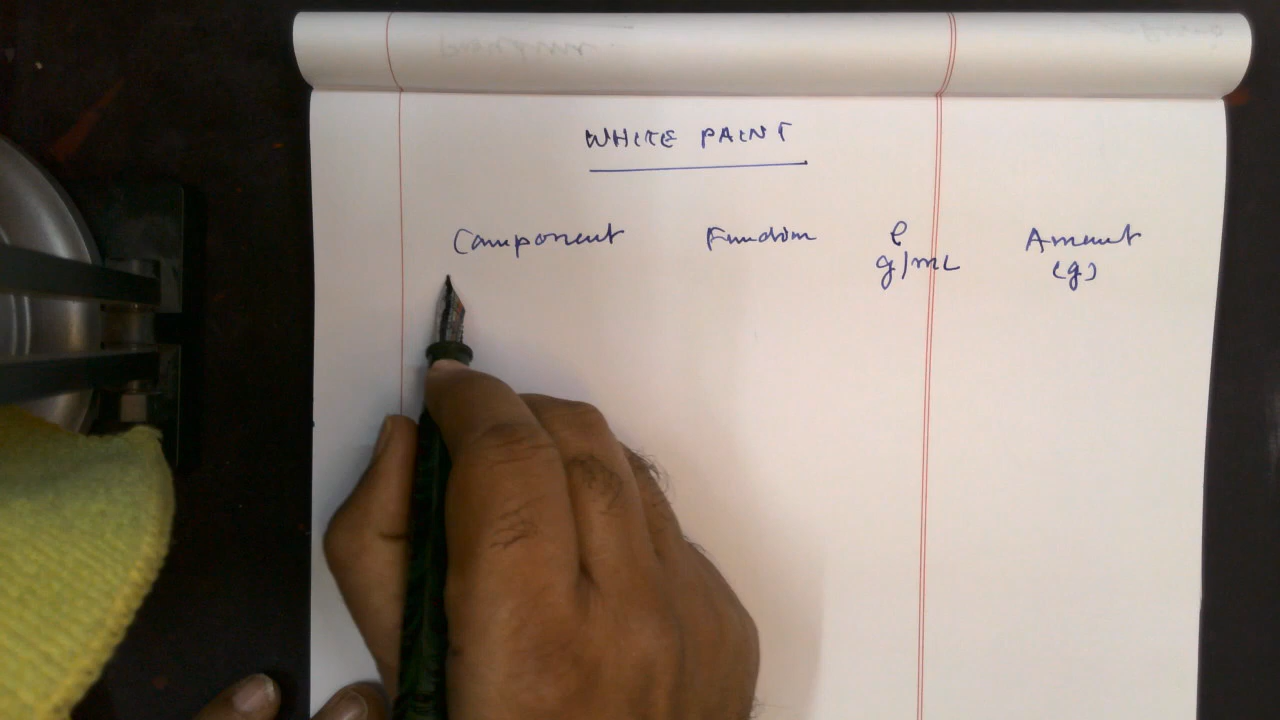 WHITE PAINT
Component Function ρ Amount
g/mL (g)